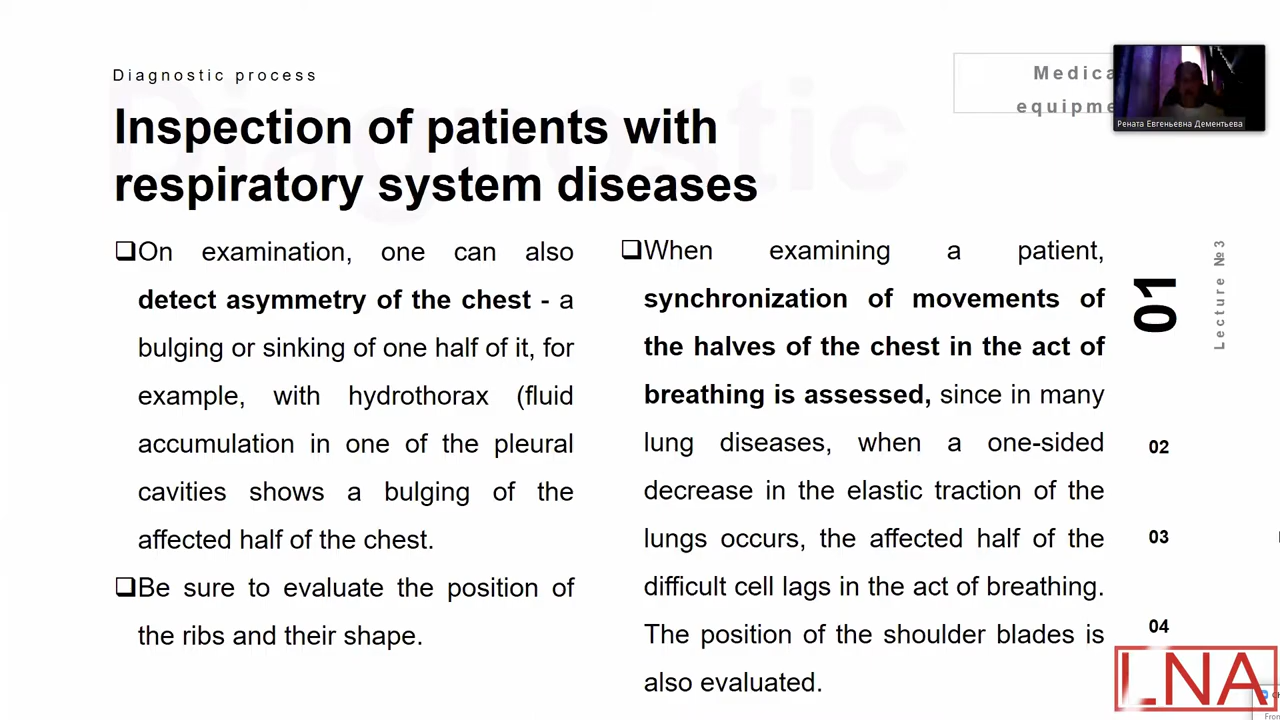 Diagnostic process
Inspection of patients with
respiratory system diseases
❑On examination, one can also
detect asymmetry of the chest - a
bulging or sinking of one half of it, for
example, with hydrothorax (fluid
accumulation in one of the pleural
cavities shows a bulging of the
affected half of the chest.
❑Be sure to evaluate the position of
the ribs and their shape.
❑When examining a patient,
synchronization of movements of
the halves of the chest in the act of
breathing is assessed, since in many
lung diseases, when a one-sided
decrease in the elastic traction of the
lungs occurs, the affected half of the
difficult cell lags in the act of breathing.
The position of the shoulder blades is
also evaluated.
Medica
equipme
Рената Евгеньевна Дементьева
Lecture №3
01
02
03
04
LNA
Diagnostic